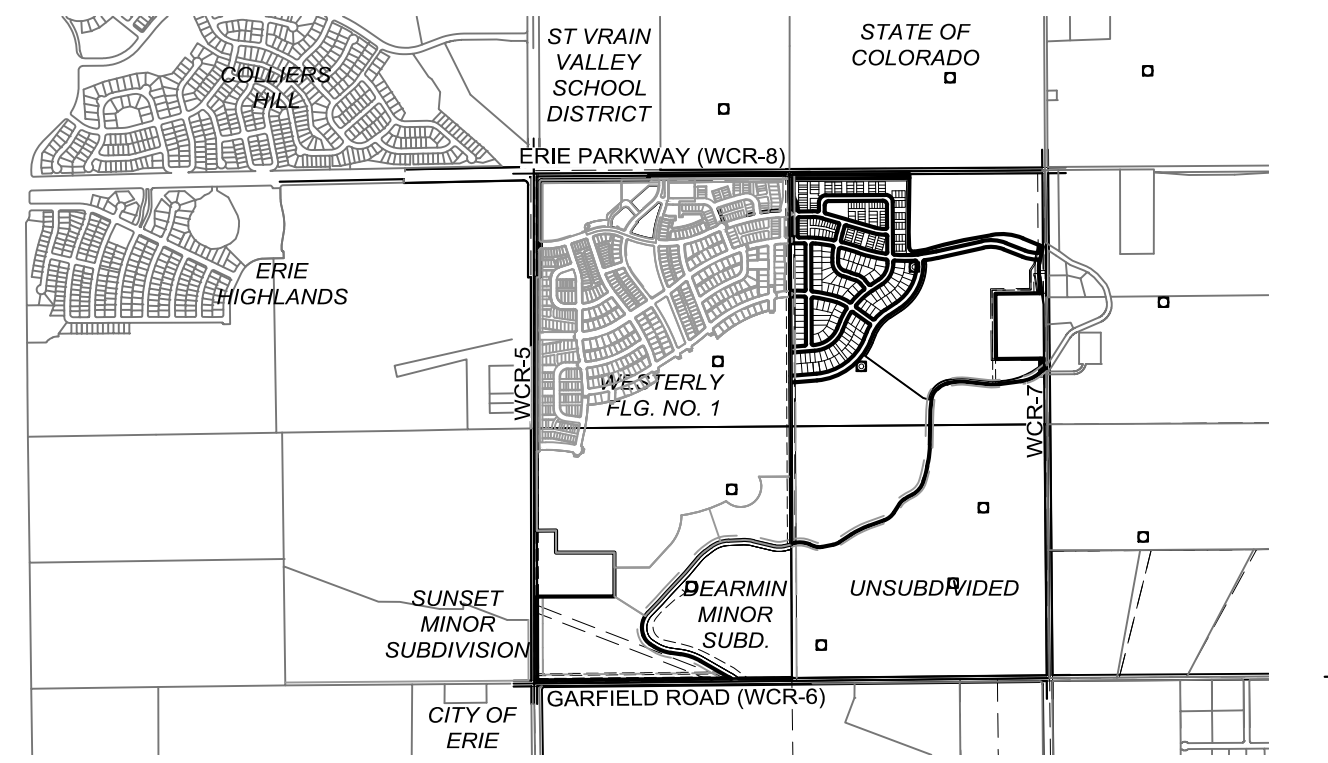 ST VRAIN
VALLEY
SCHOOL
DISTRICT
STATE OF
COLORADO
COLLIERS
HILL
ERIE PARKWAY (WCR-8)
ERIE
HIGHLANDS
WCR-5
WESTERLY
FLG. NO. 1
WCR-7
SUNSET
MINOR
SUBDIVISION
DEARMIN
MINOR
SUBD.
UNSUBDIVIDED
GARFIELD ROAD (WCR-6)
CITY OF
ERIE